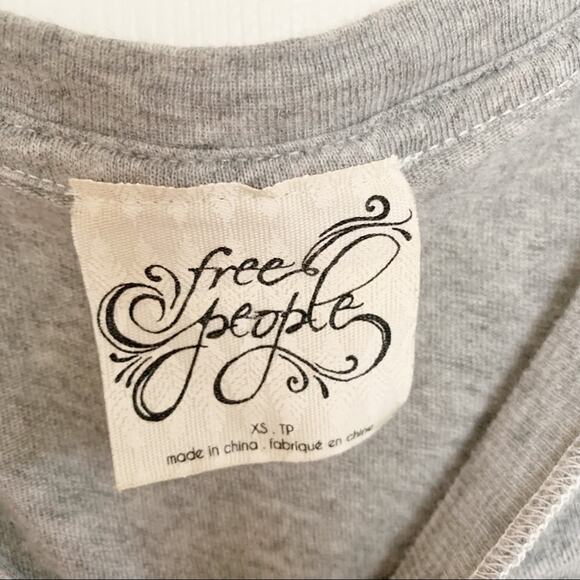 free
people
XS . TP
made in china . fabriqué en chine